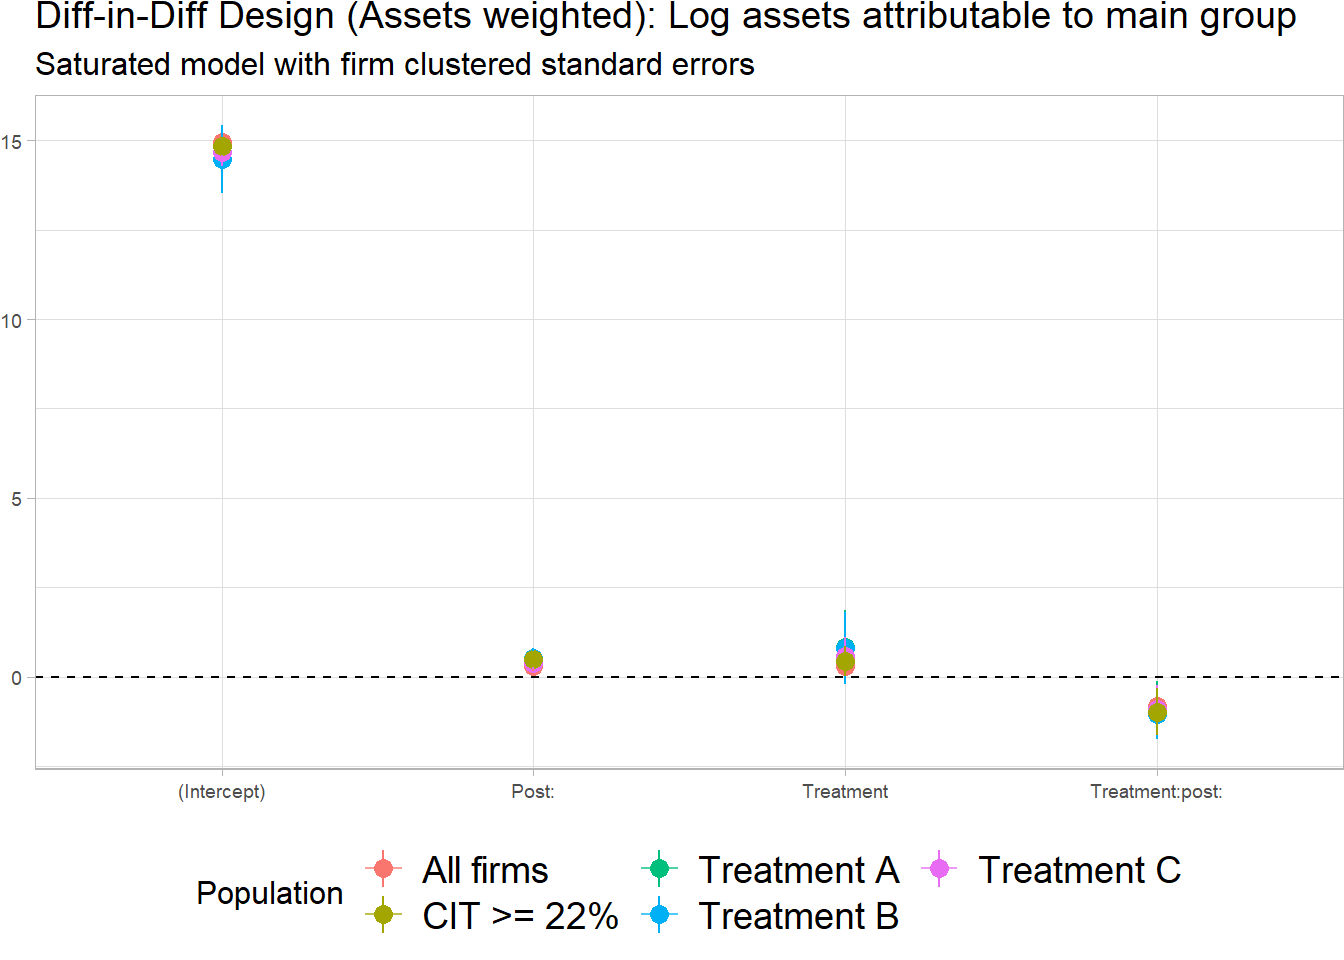 Diff-in-Diff Design (Assets weighted): Log assets attributable to main group
Saturated model with firm clustered standard errors
15
10
5
0
(Intercept) Post: Treatment Treatment:post:
Population
All firms Treatment A Treatment C
CIT >= 22% Treatment B